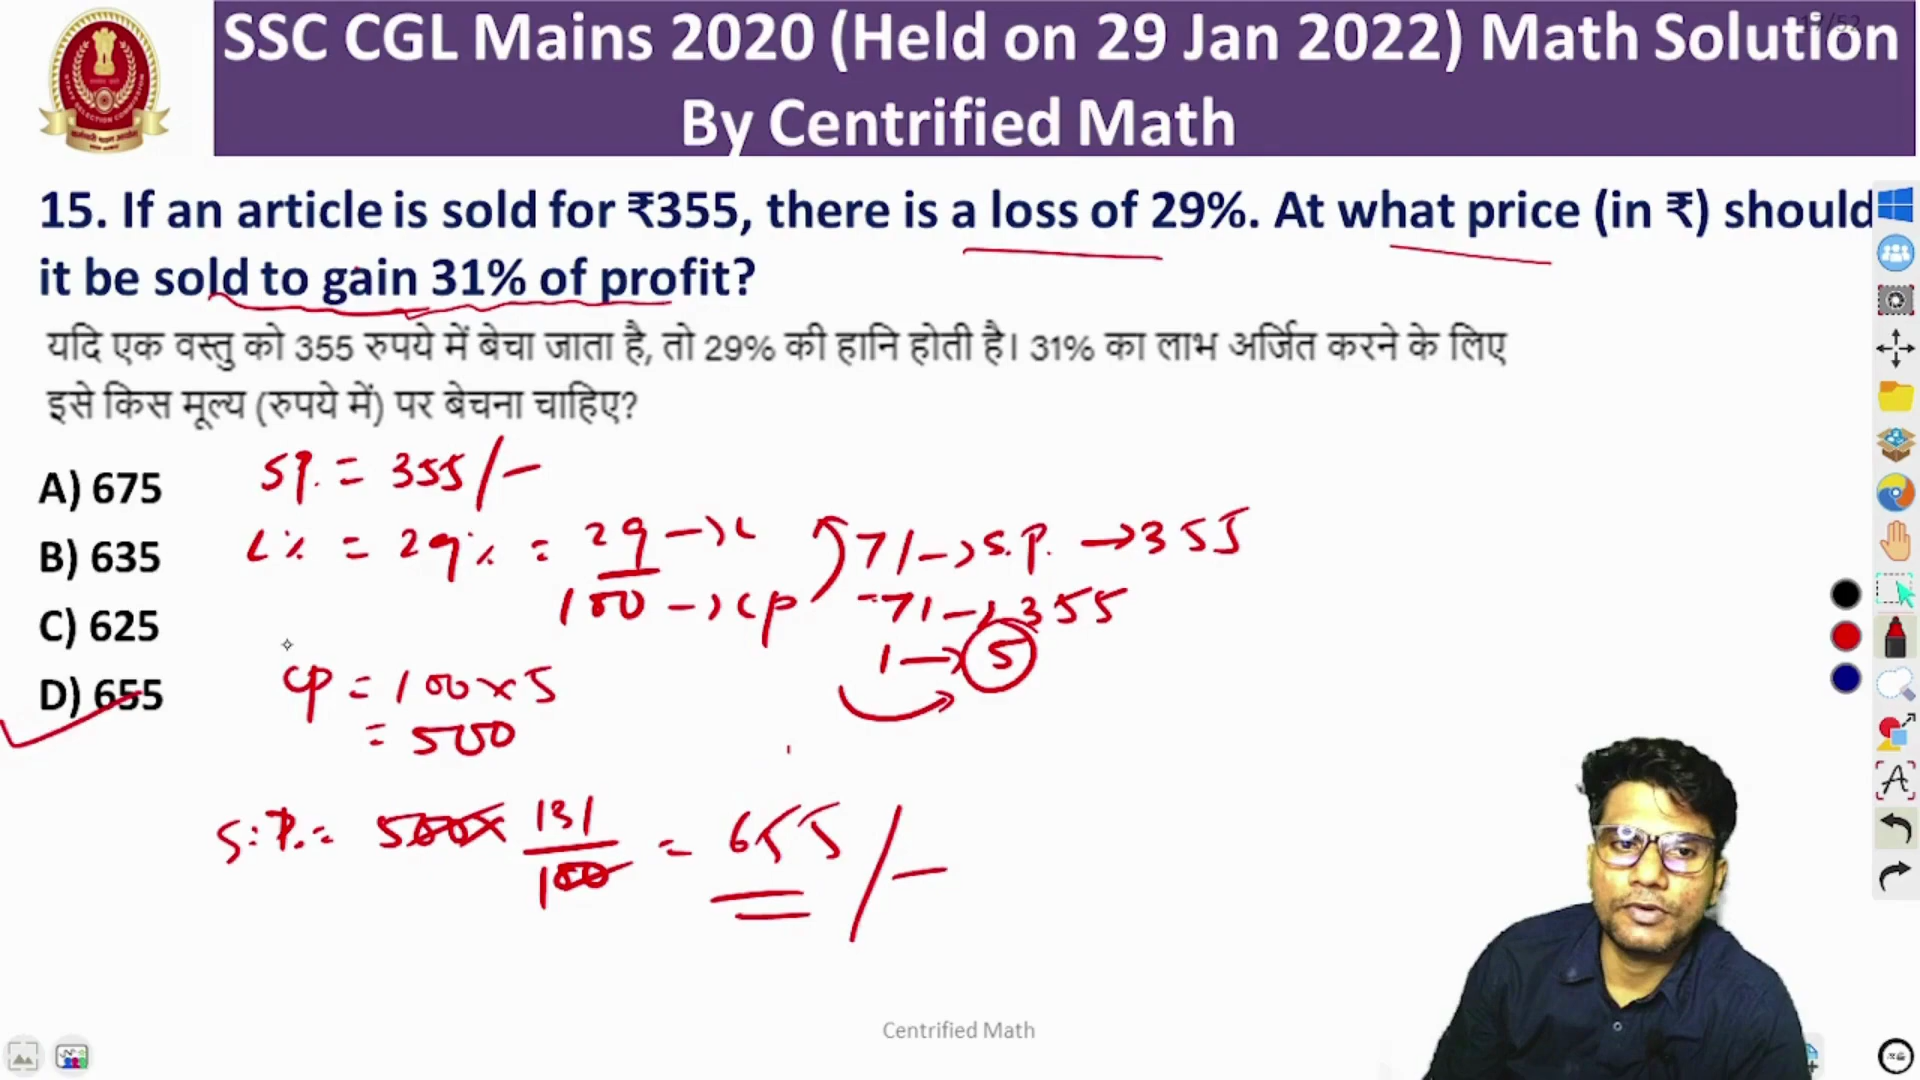 SSC CGL Mains 2020 (Held on 29 Jan 2022) Math Solution
By Centrified Math
15. If an article is sold for ₹355, there is a loss of 29%. At what price (in ₹) should
it be sold to gain 31% of profit?
यदि एक वस्तु को 355 रुपये में बेचा जाता है, तो 29% की हानि होती है। 31% का लाभ अर्जित करने के लिए
इसे किस मूल्य (रुपये में) पर बेचना चाहिए?
A) 675
B) 635
C) 625
D) 655
S.P. = 355/-
L% = 29% = 29 → L
100 → CP
71 → S.P. → 355
71 → 355
1 → 5
CP = 100 × 5
= 500
S.P. = 500 × 131/100 = 655/-
Centrified Math